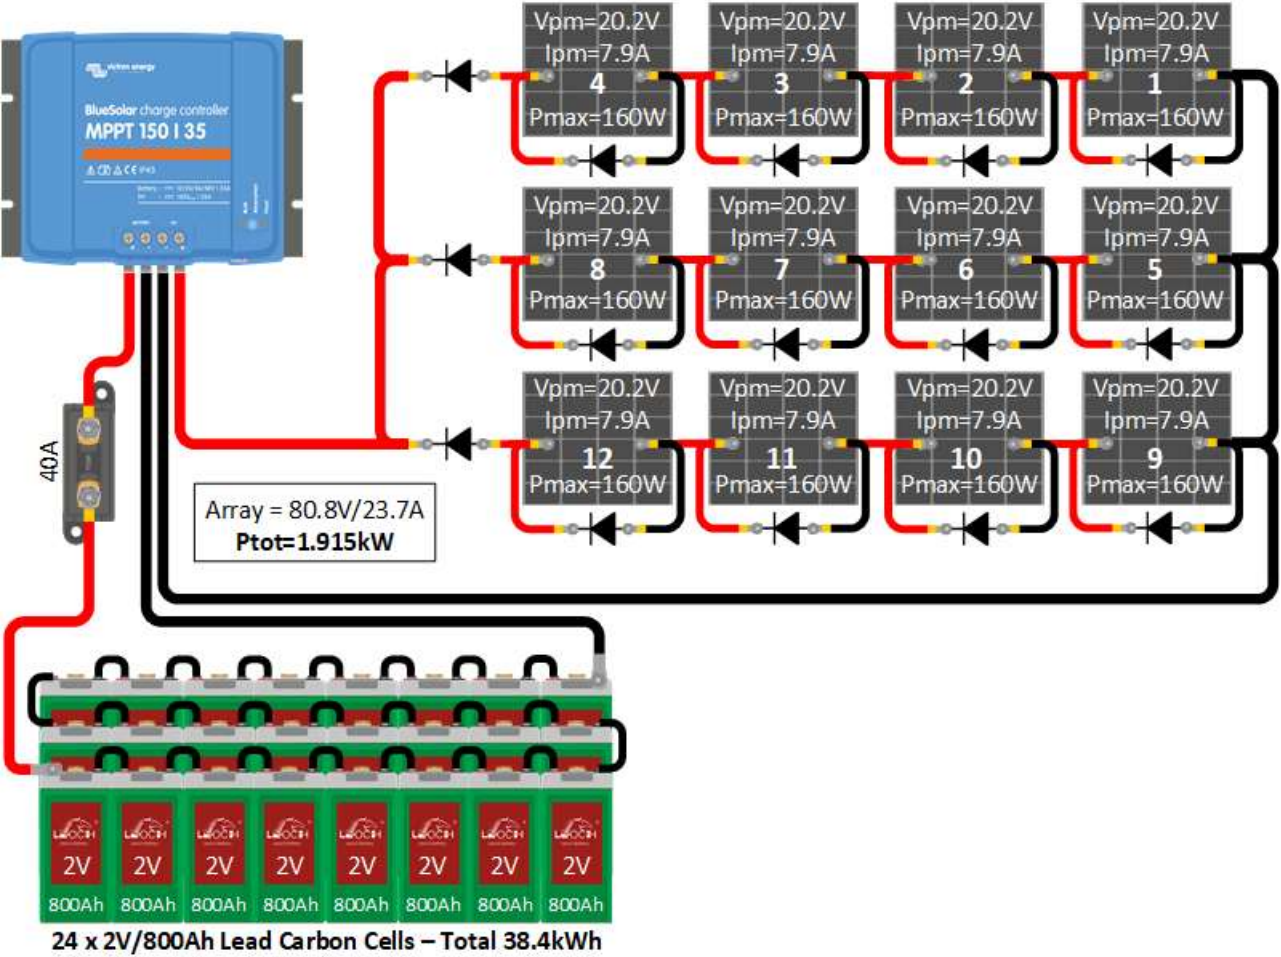 victron energy
BlueSolar charge controller
MPPT 150 | 35
Vpm=20.2V
Ipm=7.9A
4
Pmax=160W
Vpm=20.2V
Ipm=7.9A
3
Pmax=160W
Vpm=20.2V
Ipm=7.9A
2
Pmax=160W
Vpm=20.2V
Ipm=7.9A
1
Pmax=160W
Vpm=20.2V
Ipm=7.9A
8
Pmax=160W
Vpm=20.2V
Ipm=7.9A
7
Pmax=160W
Vpm=20.2V
Ipm=7.9A
6
Pmax=160W
Vpm=20.2V
Ipm=7.9A
5
Pmax=160W
Vpm=20.2V
Ipm=7.9A
12
Pmax=160W
Vpm=20.2V
Ipm=7.9A
11
Pmax=160W
Vpm=20.2V
Ipm=7.9A
10
Pmax=160W
Vpm=20.2V
Ipm=7.9A
9
Pmax=160W
40A
Array = 80.8V/23.7A
Ptot=1.915kW
2V 2V 2V 2V 2V 2V 2V 2V
800Ah 800Ah 800Ah 800Ah 800Ah 800Ah 800Ah 800Ah
24 x 2V/800Ah Lead Carbon Cells – Total 38.4kWh